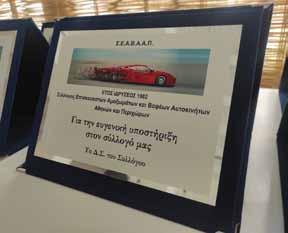 Σ.Ε.Α.Β.Α.Α.Π.
ΕΤΟΣ ΙΔΡΥΣΕΩΣ 1982
Σύλλογος Επισκευαστών Αμαξωμάτων και Βαφέων Αυτοκινήτων
Αθηνών και Περιχώρων
Για την ευγενική υποστήριξη
στον σύλλογό μας
Το Δ.Σ. του Συλλόγου